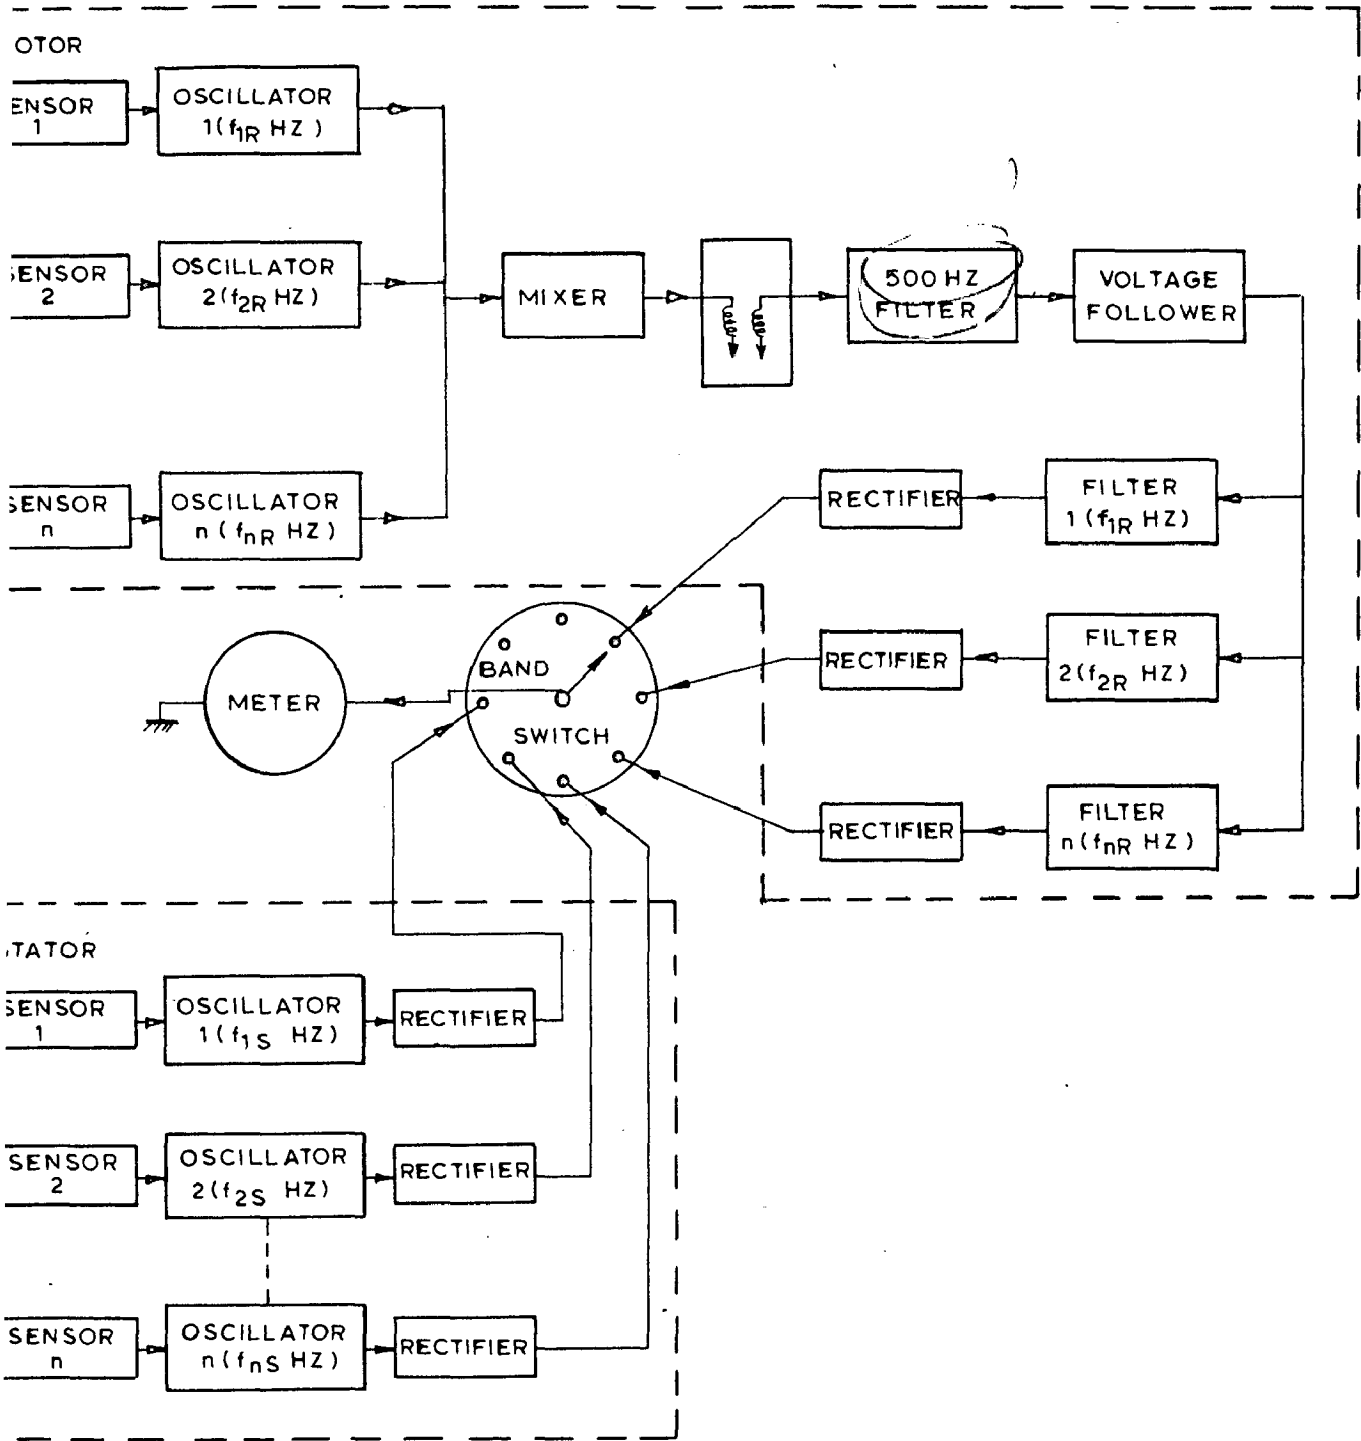 OTOR
ENSOR
1
OSCILLATOR
1(f1R HZ)
SENSOR
2
OSCILLATOR
2(f2R HZ)
MIXER
500 HZ
FILTER
VOLTAGE
FOLLOWER
SENSOR
n
OSCILLATOR
n(fnR HZ)
RECTIFIER
FILTER
1(f1R HZ)
METER
BAND
SWITCH
RECTIFIER
FILTER
2(f2R HZ)
RECTIFIER
FILTER
n(fnR HZ)
TATOR
SENSOR
1
OSCILLATOR
1(f1S HZ)
RECTIFIER
SENSOR
2
OSCILLATOR
2(f2S HZ)
RECTIFIER
SENSOR
n
OSCILLATOR
n(fnS HZ)
RECTIFIER